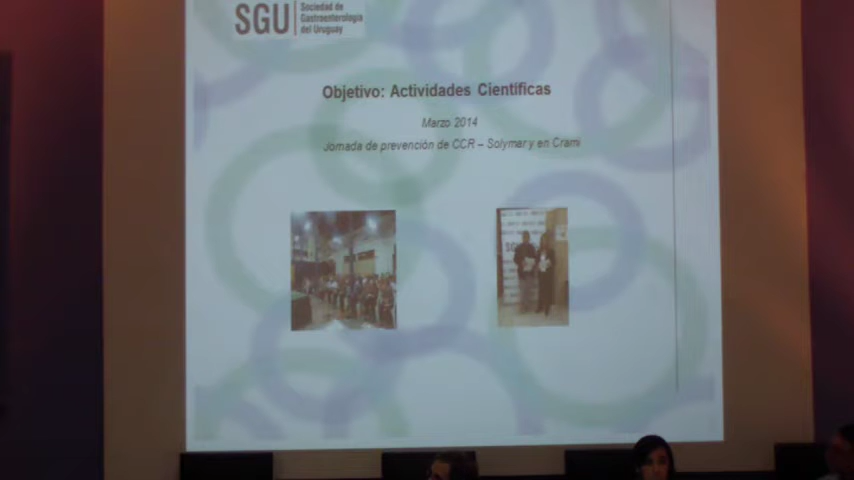 SGU
Sociedad de
Gastroenterología
del Uruguay
Objetivo: Actividades Científicas
Marzo 2014
Jornada de prevención de CCR – Solymar y en Crami